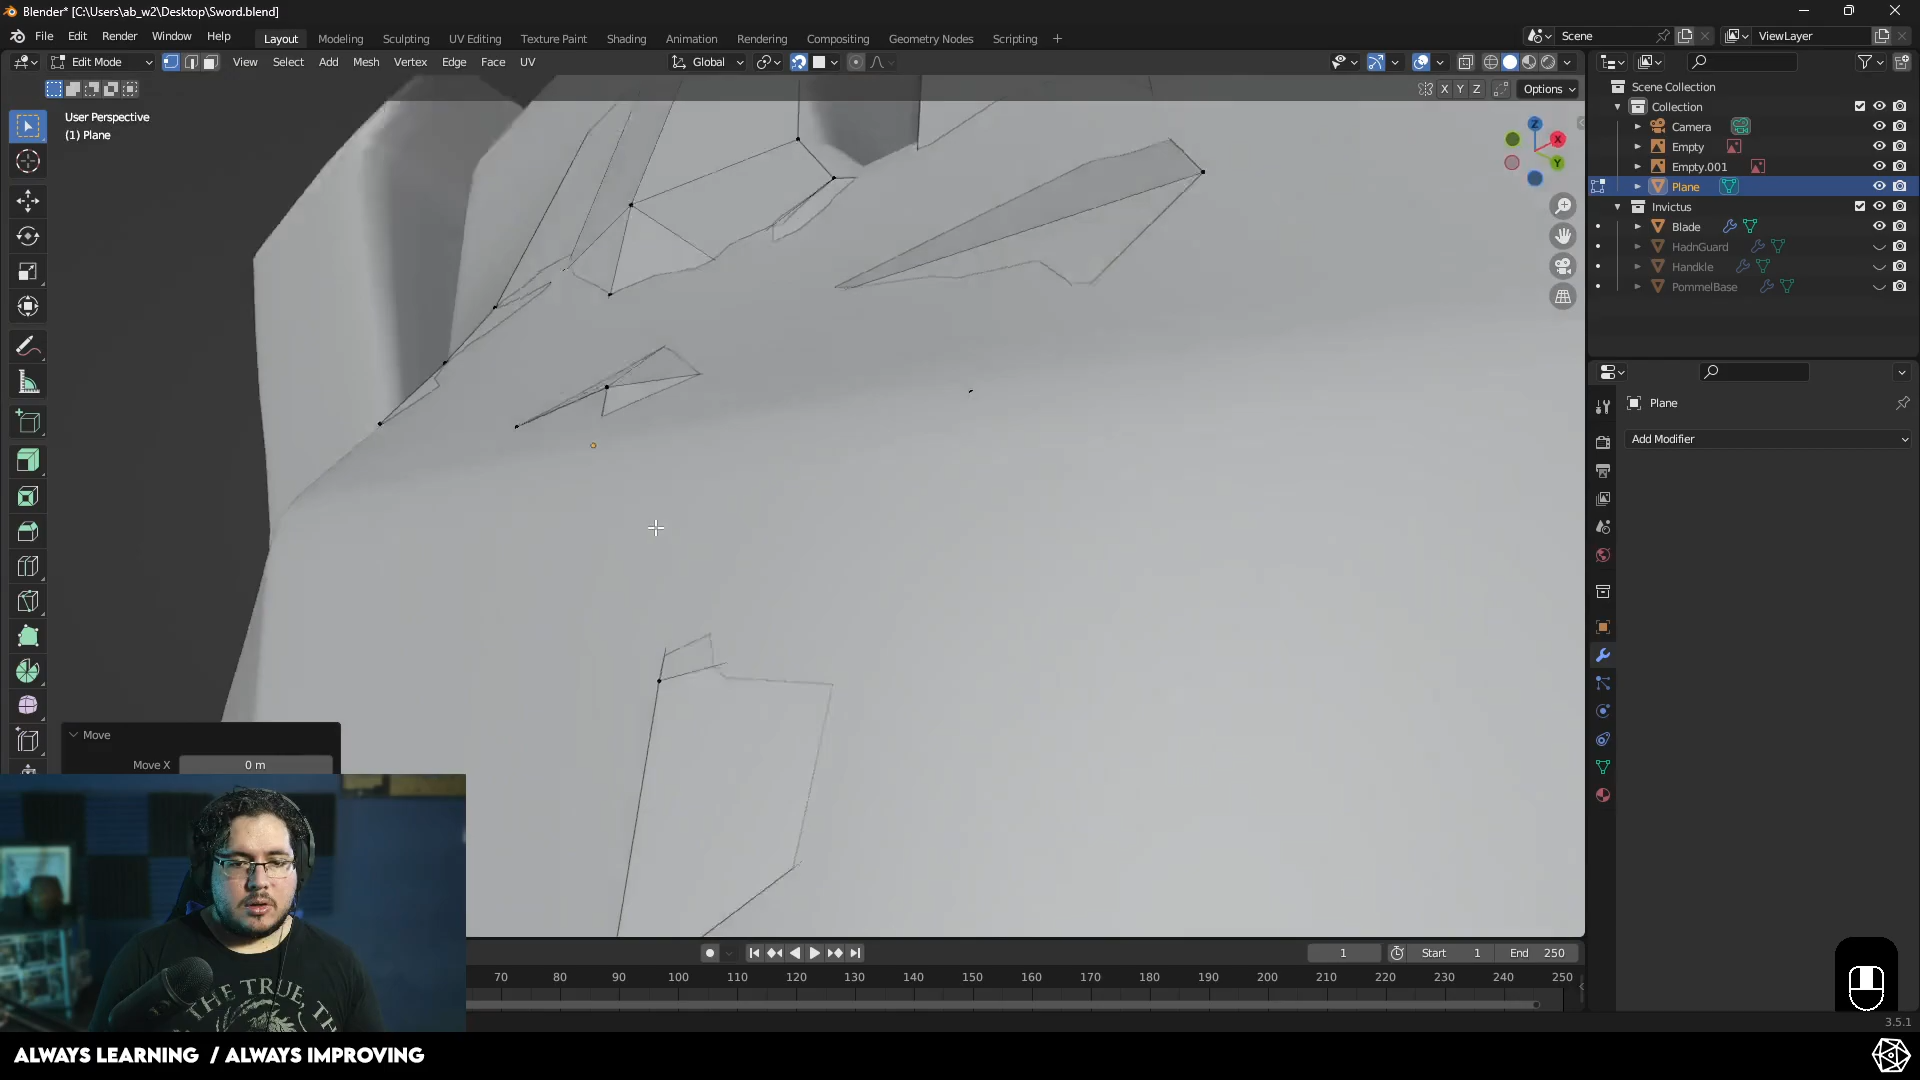 Blender* [C:\Users\ab_w2\Desktop\Sword.blend]
File Edit Render Window Help Layout Modeling Sculpting UV Editing Texture Paint Shading Animation Rendering Compositing Geometry Nodes Scripting + Scene ViewLayer
Edit Mode View Select Add Mesh Vertex Edge Face UV Global
X Y Z Options
User Perspective
(1) Plane
Z
X
Y
Scene Collection
Collection
Camera
Empty
Empty.001
Plane
Invictus
Blade
HadnGuard
Handkle
PommelBase
Plane
Add Modifier
Move
Move X 0 m
1 Start 1 End 250
70 80 90 100 110 120 130 140 150 160 170 180 190 200 210 220 230 240 250
3.5.1
THE TRUE, TH
ALWAYS LEARNING / ALWAYS IMPROVING